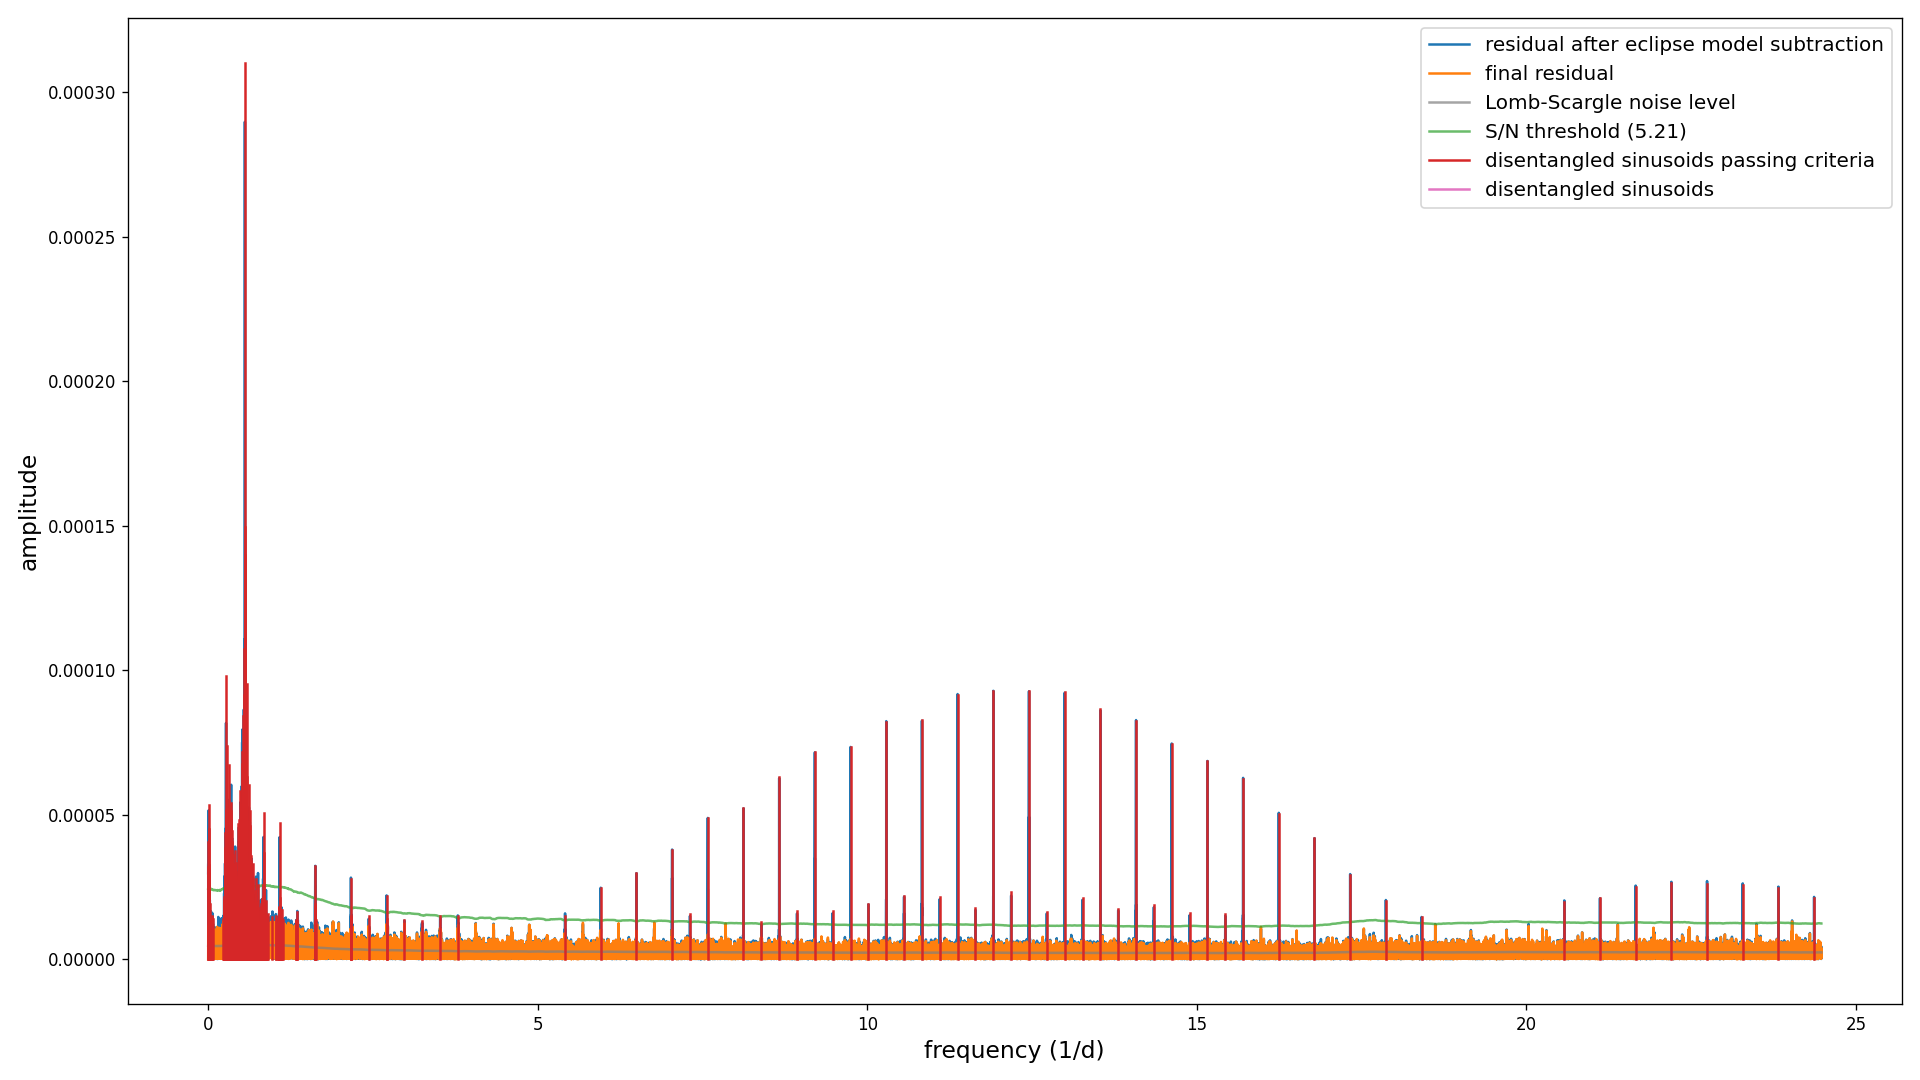 residual after eclipse model subtraction
final residual
Lomb-Scargle noise level
S/N threshold (5.21)
disentangled sinusoids passing criteria
disentangled sinusoids
0.00030
0.00025
0.00020
0.00015
0.00010
0.00005
0.00000
amplitude
0 5 10 15 20 25
frequency (1/d)